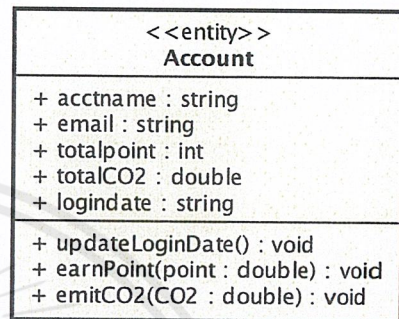 <<entity>>
Account
+ acctname : string
+ email : string
+ totalpoint : int
+ totalCO2 : double
+ logindate : string
+ updateLoginDate() : void
+ earnPoint(point : double) : void
+ emitCO2(CO2 : double) : void